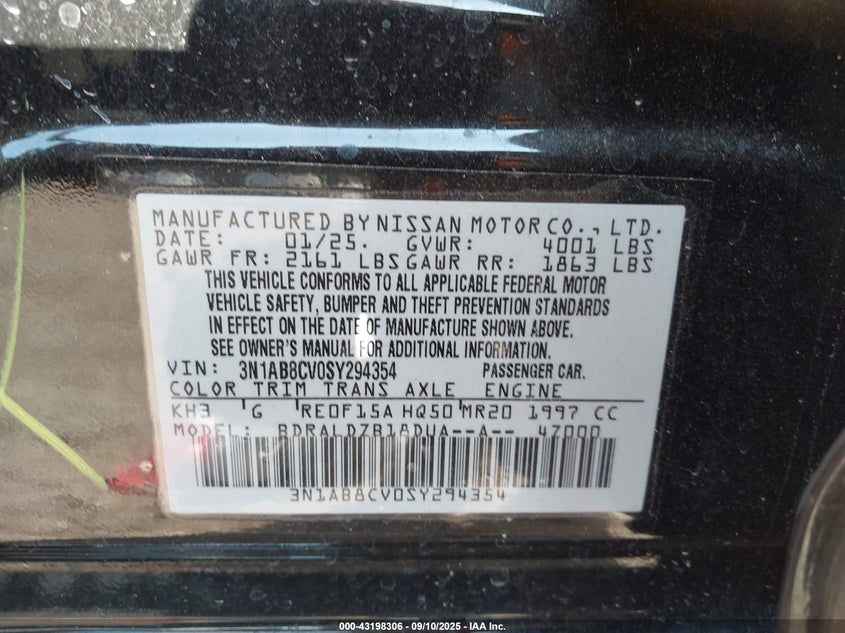 MANUFACTURED BY NISSAN MOTOR CO., LTD.
DATE: 01/25. GVWR: 4001 LBS
GAWR FR: 2161 LBS GAWR RR: 1863 LBS
THIS VEHICLE CONFORMS TO ALL APPLICABLE FEDERAL MOTOR
VEHICLE SAFETY, BUMPER AND THEFT PREVENTION STANDARDS
IN EFFECT ON THE DATE OF MANUFACTURE SHOWN ABOVE.
SEE OWNER'S MANUAL FOR ADDITIONAL INFORMATION.
VIN: 3N1AB8CV0SY294354 PASSENGER CAR.
COLOR TRIM TRANS AXLE ENGINE
KH3 G RE0F15A HQ50 MR20 1997 CC
MODEL: BDRALDZB18DUA--A-- 47000
3N1AB8CV0SY294354
000-43198306 - 09/10/2025 - IAA Inc.